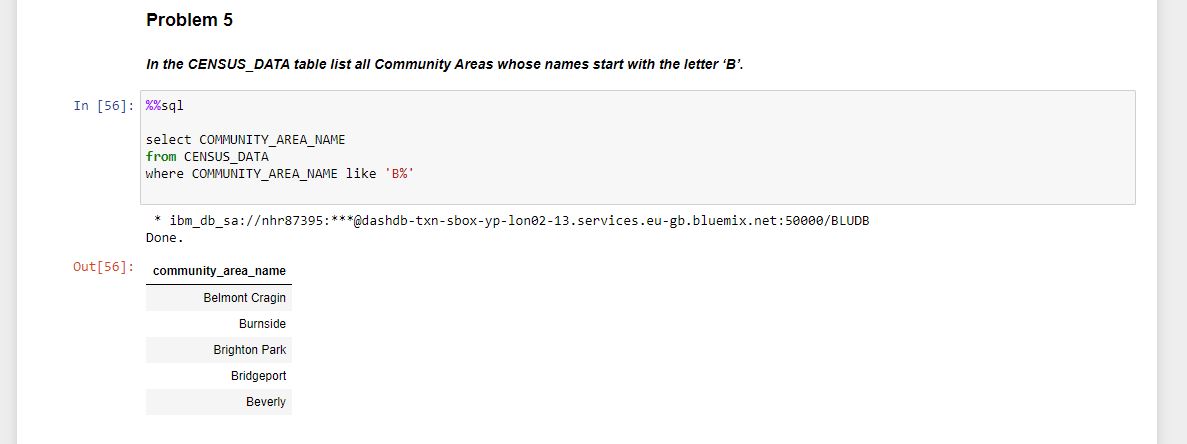 Problem 5
In the CENSUS_DATA table list all Community Areas whose names start with the letter ‘B’.
In [56]: %%sql
select COMMUNITY_AREA_NAME
from CENSUS_DATA
where COMMUNITY_AREA_NAME like 'B%'
* ibm_db_sa://nhr87395:***@dashdb-txn-sbox-yp-lon02-13.services.eu-gb.bluemix.net:50000/BLUDB
Done.
Out[56]: community_area_name
Belmont Cragin
Burnside
Brighton Park
Bridgeport
Beverly